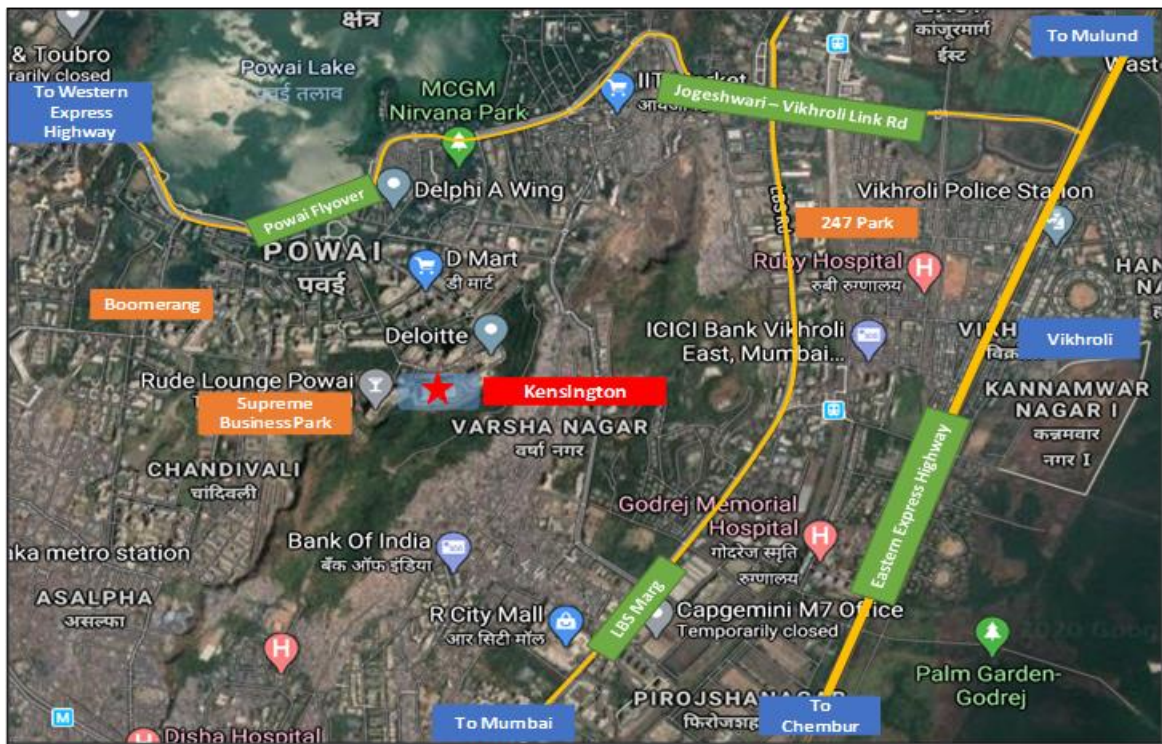 क्षेत्र
& Toubro
rarily closed
To Western
Express
Highway
Powai Lake
पवई तलाव
MCGM
Nirvana Park
Jogeshwari – Vikhroli Link Rd
कांजूरमार्ग
ईस्ट
To Mulund
Powai Flyover
Delphi A Wing
LBS Rd
Vikhroli Police Station
247 Park
POWAI
पवई
D Mart
डी मार्ट
Ruby Hospital
रुबी रुग्णालय
Boomerang
Deloitte
ICICI Bank Vikhroli
East, Mumbai...
Vikhroli
Rude Lounge Powai
Supreme
Business Park
Kensington
VARSHA NAGAR
वर्षा नगर
KANNAMWAR
NAGAR I
कन्नमवार
नगर I
CHANDIVALI
चांदिवली
Eastern Express Highway
Godrej Memorial
Hospital
गोदरेज स्मृति
रुग्णालय
aka metro station
Bank Of India
बँक ऑफ इंडिया
ASALPHA
असल्फा
R City Mall
आर सिटी मॉल
LBS Marg
Capgemini M7 Office
Temporarily closed
Palm Garden-
Godrej
PIROJSHANAGAR
To Mumbai
To
Chembur
Disha Hospital